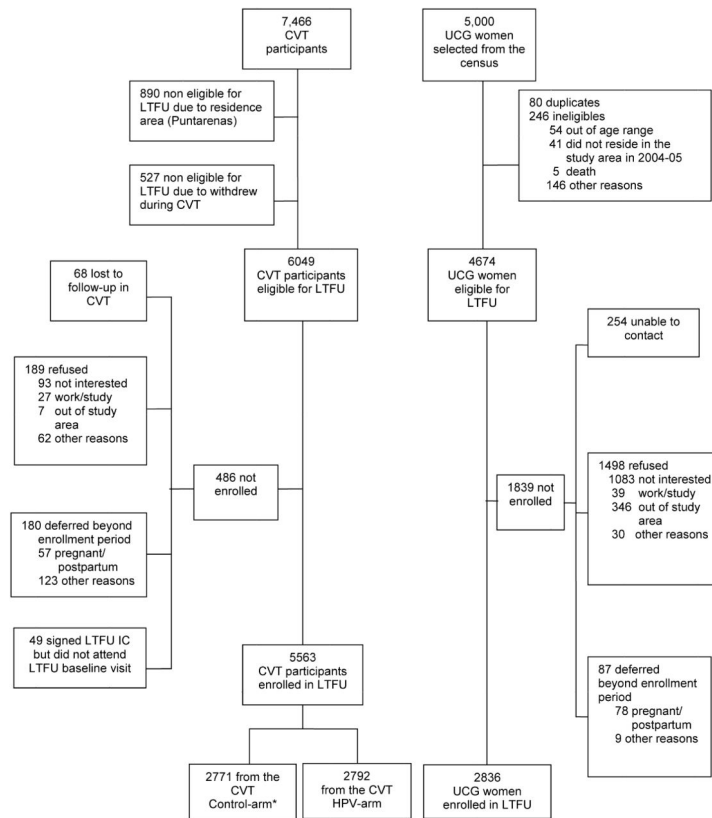 7,466
CVT
participants
5,000
UCG women
selected from the
census
890 non eligible for
LTFU due to residence
area (Puntarenas)
80 duplicates
246 ineligibles
54 out of age range
41 did not reside in the
study area in 2004-05
5 death
146 other reasons
527 non eligible for
LTFU due to withdrew
during CVT
6049
CVT participants
eligible for LTFU
4674
UCG women
eligible for
LTFU
68 lost to
follow-up in
CVT
254 unable to
contact
189 refused
93 not interested
27 work/study
7 out of study
area
62 other reasons
486 not
enrolled
1839 not
enrolled
1498 refused
1083 not interested
39 work/study
346 out of study
area
30 other reasons
180 deferred beyond
enrollment period
57 pregnant/
postpartum
123 other reasons
49 signed LTFU IC
but did not attend
LTFU baseline visit
5563
CVT participants
enrolled in LTFU
87 deferred
beyond enrollment
period
78 pregnant/
postpartum
9 other reasons
2771 from the
CVT
Control-arm*
2792
from the CVT
HPV-arm
2836
UCG women
enrolled in LTFU